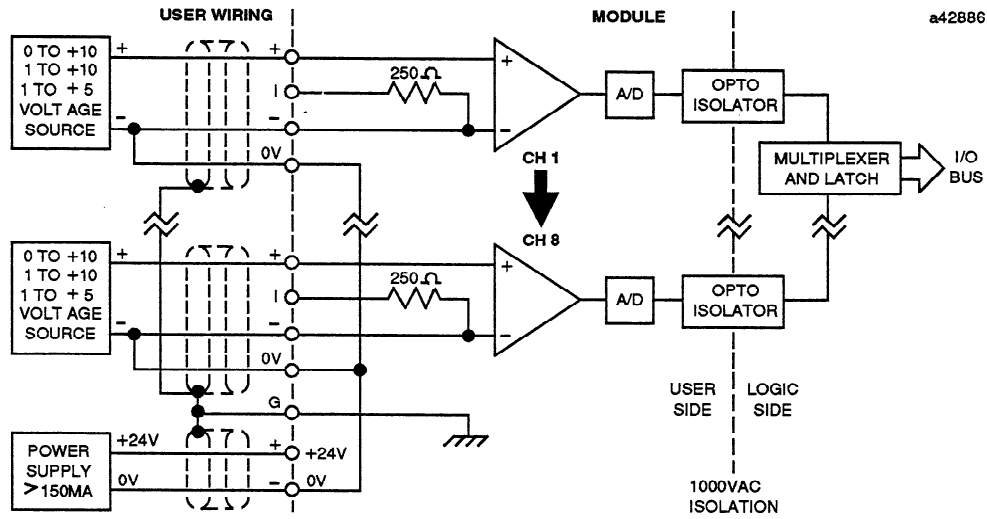 USER WIRING
MODULE
a42886
0 TO +10
1 TO +10
1 TO + 5
VOLT AGE
SOURCE
+
-
+
I
-
0V
250 Ω
+
-
A/D
OPTO
ISOLATOR
MULTIPLEXER
AND LATCH
I/O
BUS
CH 1
CH 8
0 TO +10
1 TO +10
1 TO + 5
VOLT AGE
SOURCE
+
-
+
I
-
0V
250 Ω
+
-
A/D
OPTO
ISOLATOR
USER
SIDE
LOGIC
SIDE
G
POWER
SUPPLY
>150MA
+24V
0V
+
-
+24V
0V
1000VAC
ISOLATION